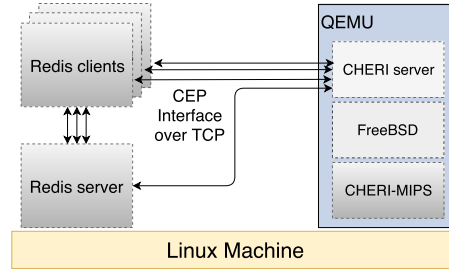 QEMU
Redis clients
CHERI server
CEP
Interface
over TCP
FreeBSD
Redis server
CHERI-MIPS
Linux Machine